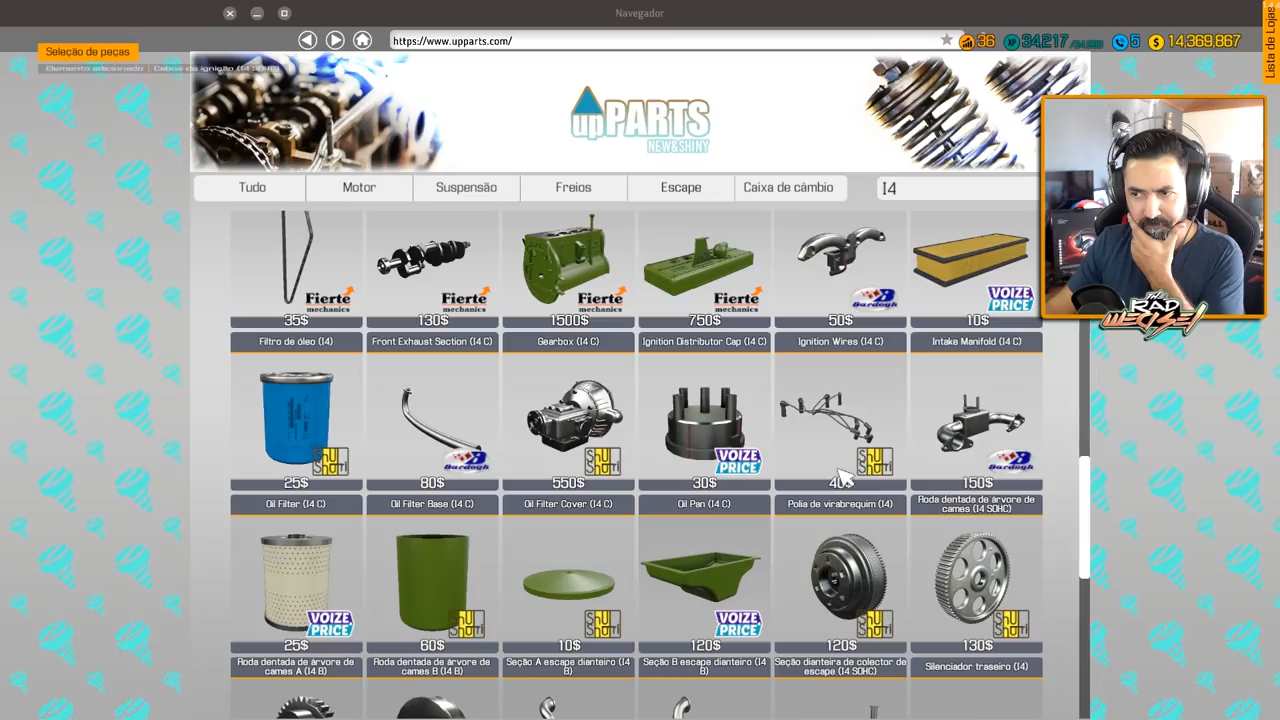 Navegador
Lista de Lojas
https://www.upparts.com/
36
34,217
5
14,369,867
Seleção de peças
Elemento adicionado
upPARTS
NEW&SHINY
Tudo
Motor
Suspensão
Freios
Escape
Caixa de câmbio
I4
THE RAD
Fierte mechanics
Fierte mechanics
Fierte mechanics
Fierte mechanics
Bardogh
VOIZE PRICE
35$
130$
1500$
750$
50$
10$
Filtro de óleo (I4)
Front Exhaust Section (I4 C)
Gearbox (I4 C)
Ignition Distributor Cap (I4 C)
Ignition Wires (I4 C)
Intake Manifold (I4 C)
Bardogh
VOIZE PRICE
Bardogh
25$
80$
550$
30$
150$
Oil Filter (I4 C)
Oil Filter Base (I4 C)
Oil Filter Cover (I4 C)
Oil Pan (I4 C)
Polia de virabrequim (I4)
Roda dentada de árvore de cames (I4 SOHC)
VOIZE PRICE
VOIZE PRICE
25$
60$
10$
120$
120$
130$
Roda dentada de árvore de cames A (I4 B)
Roda dentada de árvore de cames B (I4 B)
Seção A escape dianteiro (I4 B)
Seção B escape dianteiro (I4 B)
Seção dianteira de colector de escape (I4 SOHC)
Silenciador traseiro (I4)